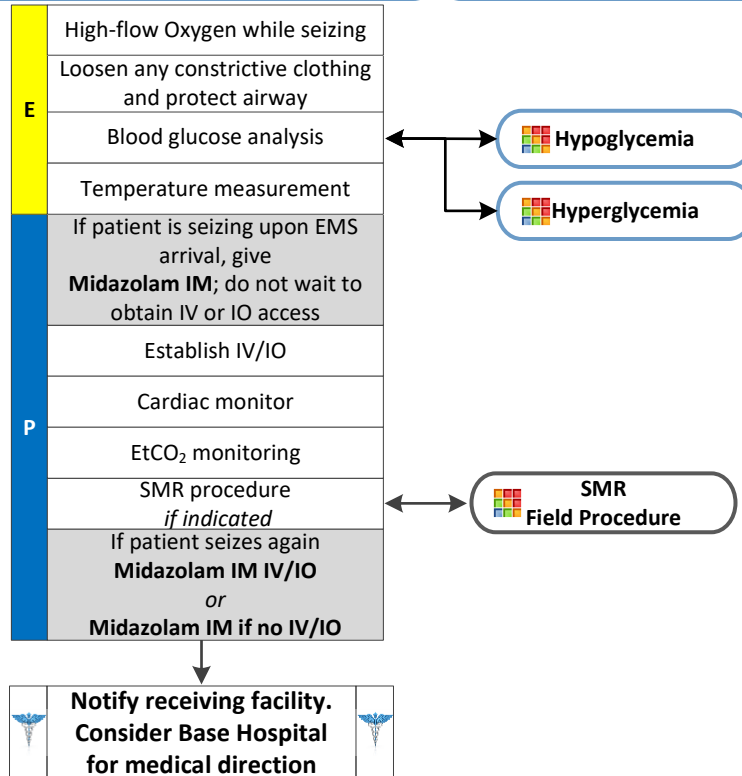 E
High-flow Oxygen while seizing
Loosen any constrictive clothing
and protect airway
Blood glucose analysis
Temperature measurement
Hypoglycemia
Hyperglycemia
P
If patient is seizing upon EMS
arrival, give
Midazolam IM; do not wait to
obtain IV or IO access
Establish IV/IO
Cardiac monitor
EtCO₂ monitoring
SMR procedure
if indicated
SMR
Field Procedure
If patient seizes again
Midazolam IM IV/IO
or
Midazolam IM if no IV/IO
Notify receiving facility.
Consider Base Hospital
for medical direction